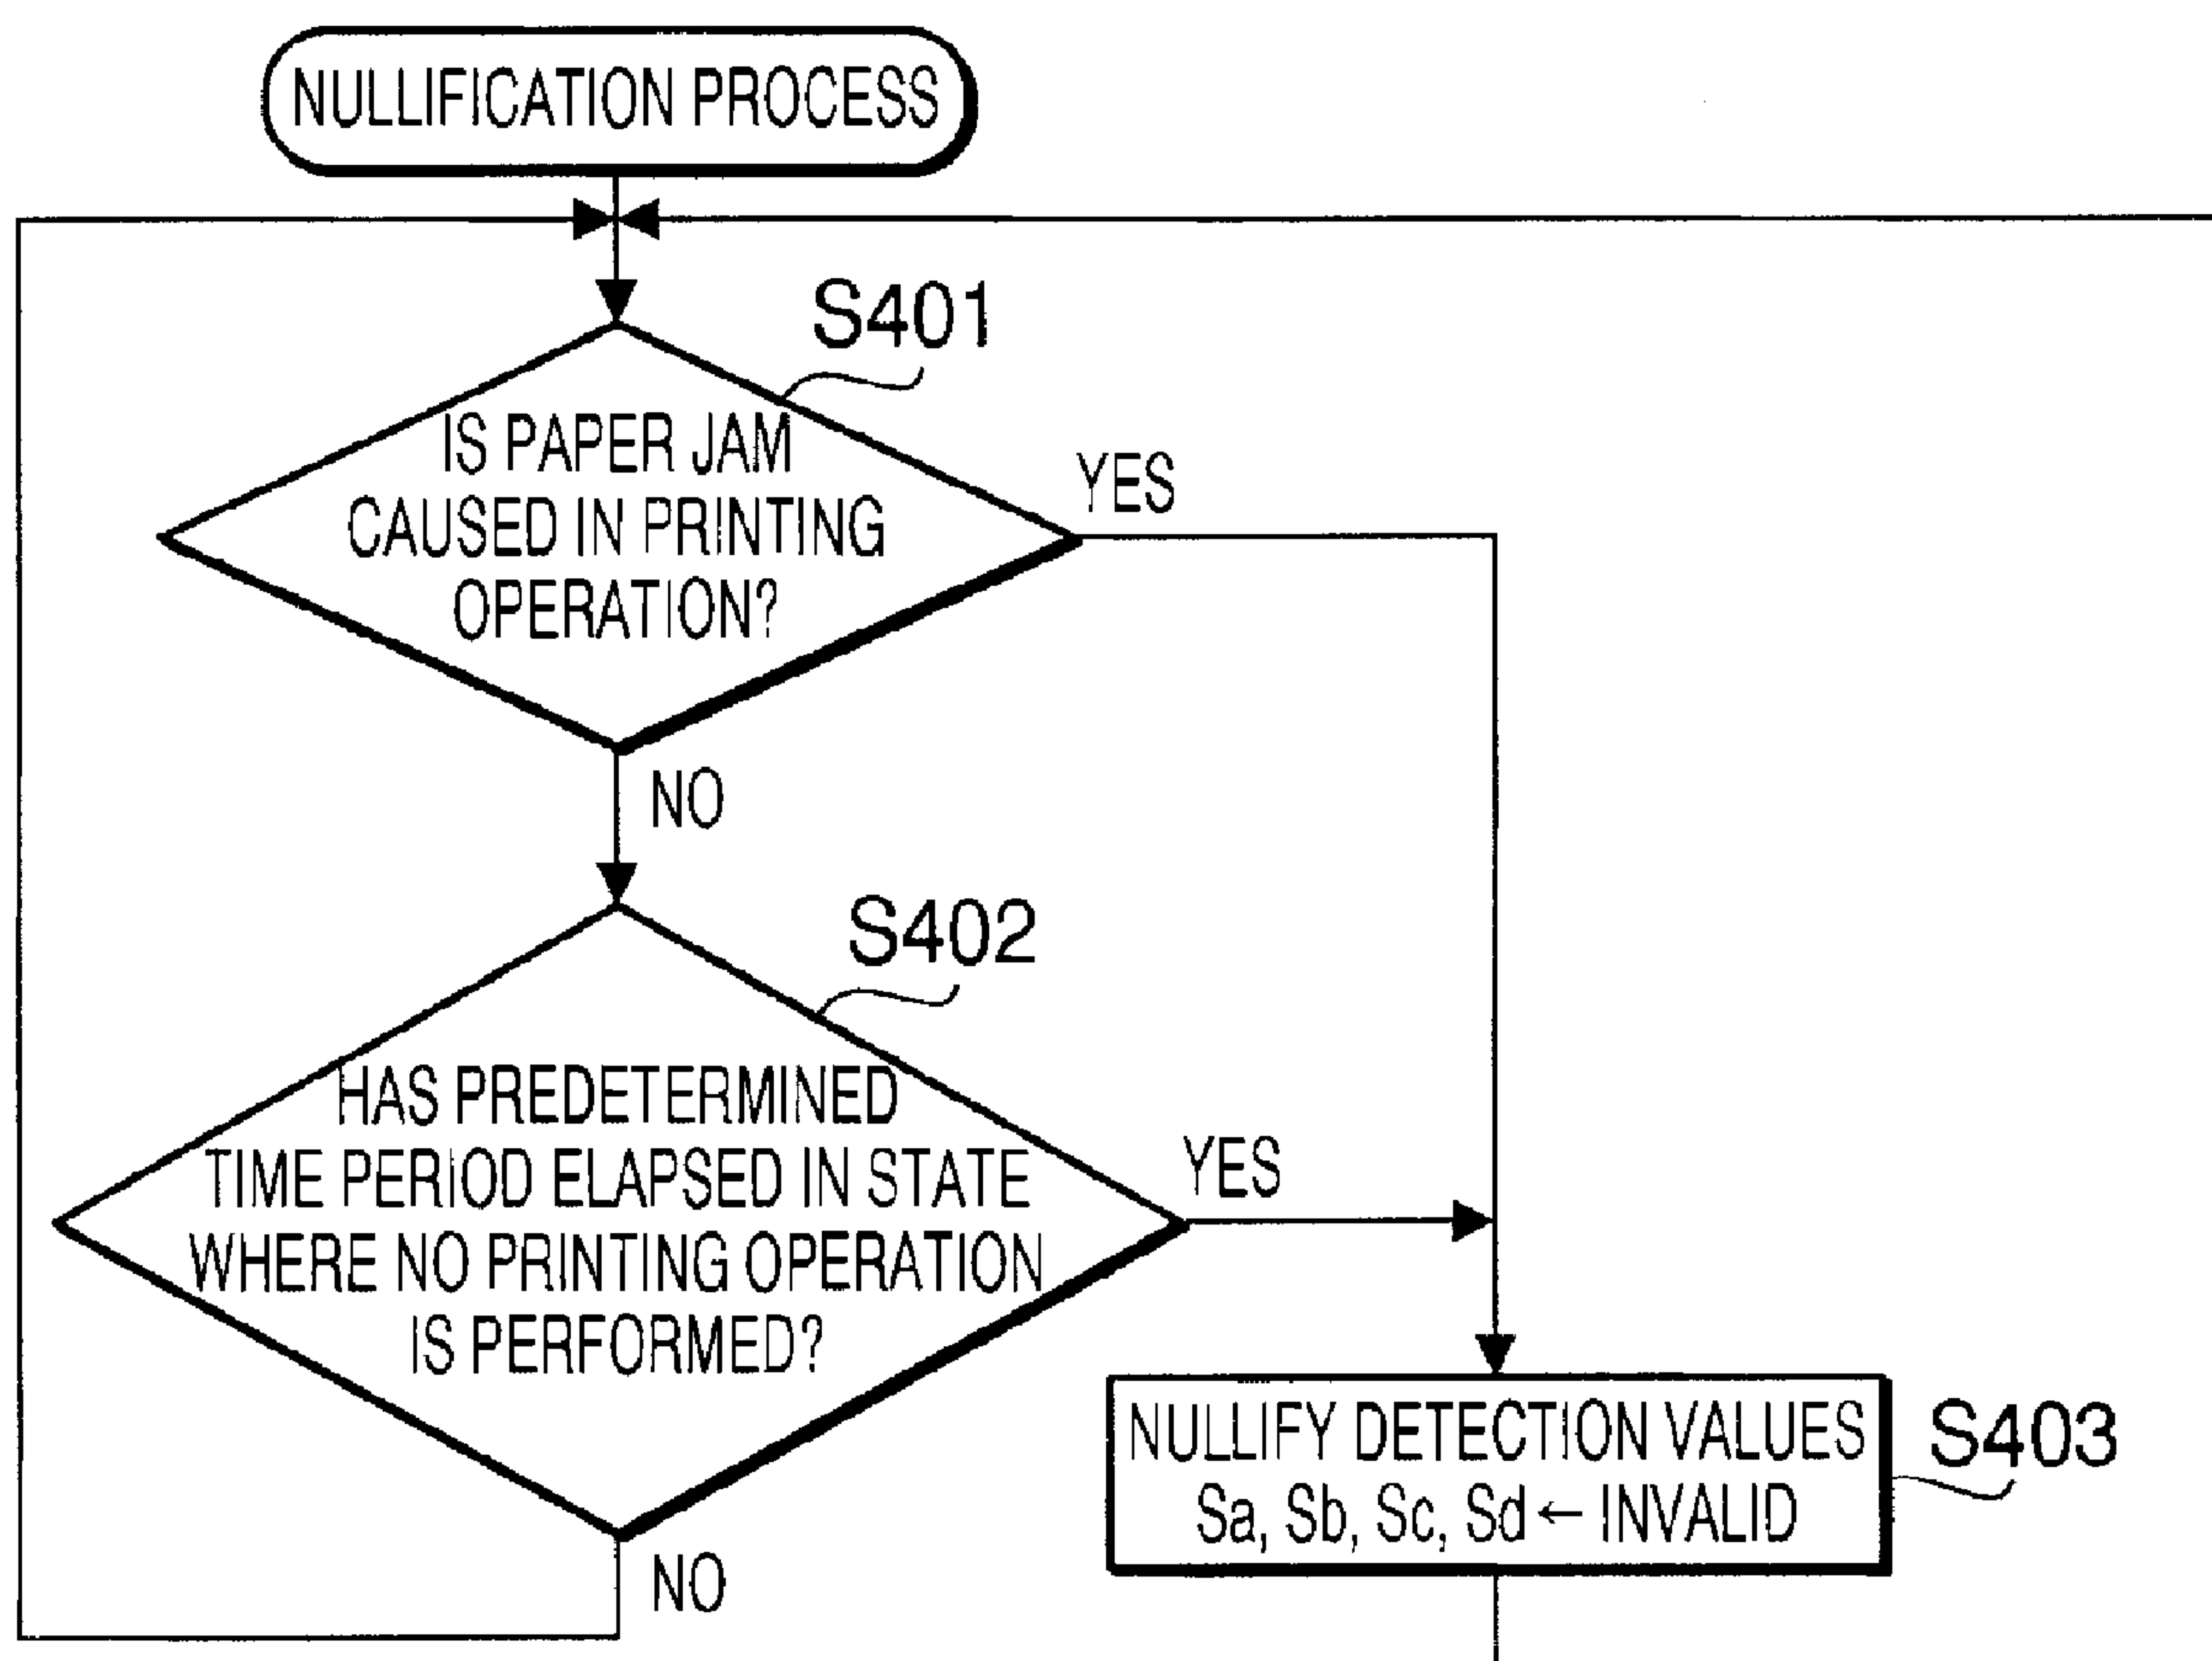 NULLIFICATION PROCESS
S401
IS PAPER JAM
CAUSED IN PRINTING
OPERATION?
YES
NO
S402
HAS PREDETERMINED
TIME PERIOD ELAPSED IN STATE
WHERE NO PRINTING OPERATION
IS PERFORMED?
YES
NO
NULLIFY DETECTION VALUES
Sa, Sb, Sc, Sd ← INVALID
S403